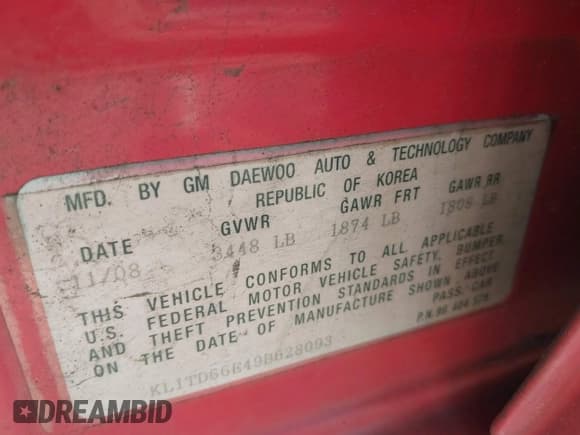 MFD. BY GM DAEWOO AUTO & TECHNOLOGY COMPANY
REPUBLIC OF KOREA
DATE GVWR GAWR FRT GAWR RR
11/08 3448 LB 1874 LB 1808 LB
THIS VEHICLE CONFORMS TO ALL APPLICABLE
U.S. FEDERAL MOTOR VEHICLE SAFETY, BUMPER,
AND THEFT PREVENTION STANDARDS IN EFFECT
ON THE DATE OF MANUFACTURE SHOWN ABOVE
PASS. CAR
P.N. 96
KL1TD66E49B628093
DREAMBID